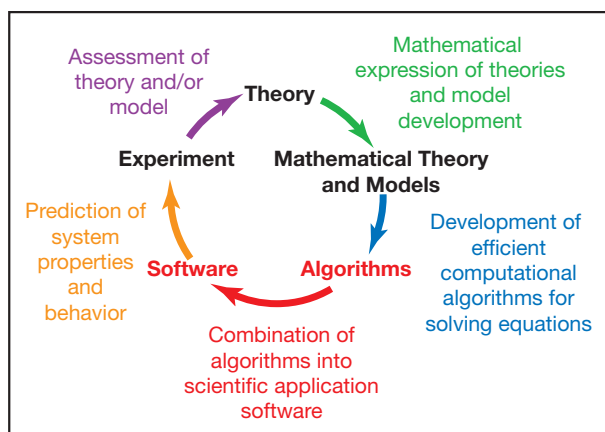 Assessment of
theory and/or
model
Mathematical
expression of theories
and model
development
Theory
Experiment
Mathematical Theory
and Models
Prediction of
system
properties
and
behavior
Software
Algorithms
Development of
efficient
computational
algorithms for
solving equations
Combination of
algorithms into
scientific application
software